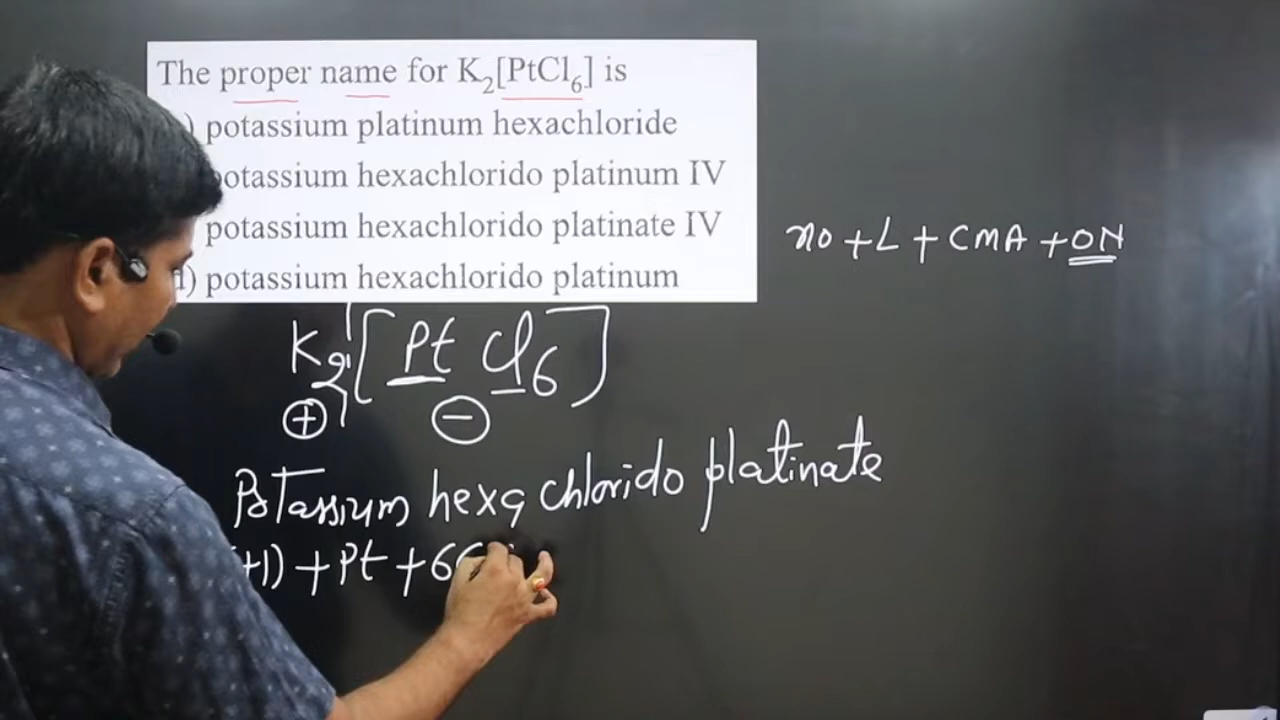 The proper name for K₂[PtCl₆] is
) potassium platinum hexachloride
potassium hexachlorido platinum IV
potassium hexachlorido platinate IV
d) potassium hexachlorido platinum
no + L + CMA + ON
K₂[Pt Cl₆]
+ −
Potassium hexa chlorido platinate
+1) + Pt + 6